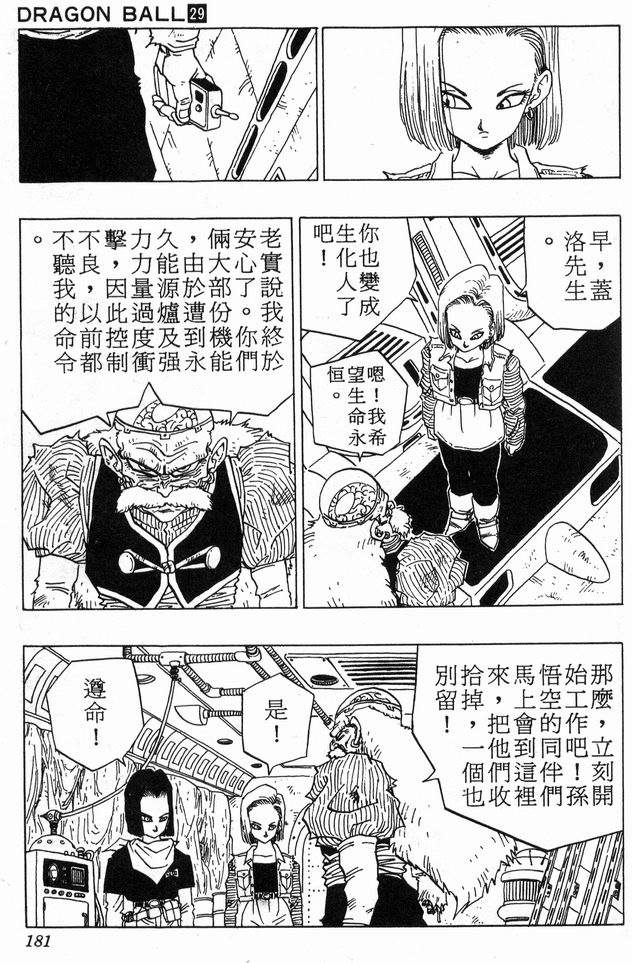 DRAGON BALL 29
早，蓋
洛先生
。
你也變成
生化人了
吧！
嗯！我希
望生命永
恒。
老實說我終於
安心了。你們
倆大部份機能
，由於遭到永
久能源爐及强
力力量過度衝
擊，因此控制
不良，以前都
不聽我的命令
。
那麼，立刻開
始工作吧！孫
悟空的同伴們
馬上會到這裡
來，把他們收
拾掉，一個也
別留！
是！
遵命！
181